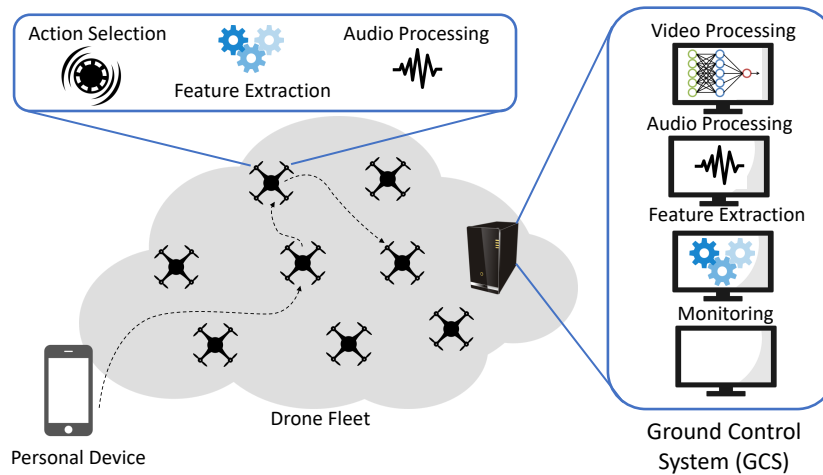 Action Selection
Audio Processing
Feature Extraction
Video Processing
Audio Processing
Feature Extraction
Monitoring
Drone Fleet
Personal Device
Ground Control
System (GCS)